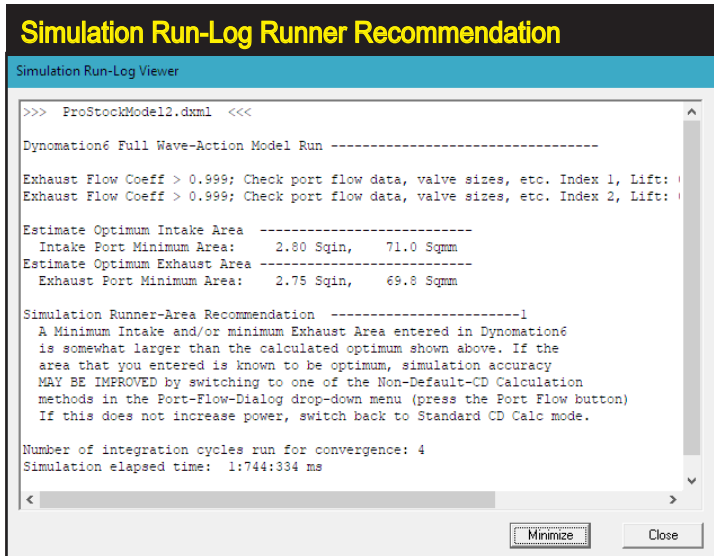 Simulation Run-Log Runner Recommendation
Simulation Run-Log Viewer
>>>  ProStockModel2.dxml  <<<
Dynomation6 Full Wave-Action Model Run ----------------------------------
Exhaust Flow Coeff > 0.999; Check port flow data, valve sizes, etc. Index 1, Lift:
Exhaust Flow Coeff > 0.999; Check port flow data, valve sizes, etc. Index 2, Lift:
Estimate Optimum Intake Area  ---------------------------
Intake Port Minimum Area:     2.80 Sqin,    71.0 Sqmm
Estimate Optimum Exhaust Area ---------------------------
Exhaust Port Minimum Area:    2.75 Sqin,    69.8 Sqmm
Simulation Runner-Area Recommendation  ------------------------1
A Minimum Intake and/or minimum Exhaust Area entered in Dynomation6
is somewhat larger than the calculated optimum shown above. If the
area that you entered is known to be optimum, simulation accuracy
MAY BE IMPROVED by switching to one of the Non-Default-CD Calculation
methods in the Port-Flow-Dialog drop-down menu (press the Port Flow button)
If this does not increase power, switch back to Standard CD Calc mode.
Number of integration cycles run for convergence: 4
Simulation elapsed time:  1:744:334 ms
Minimize Close